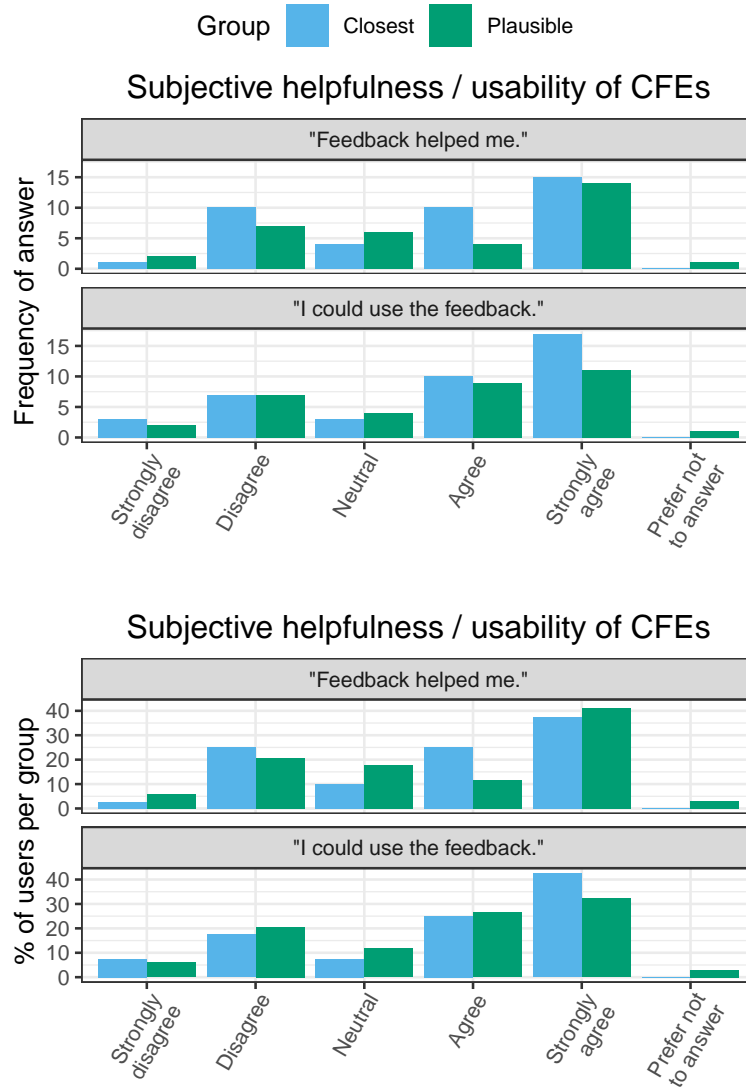 Group Closest Plausible
Subjective helpfulness / usability of CFEs
"Feedback helped me."
15
10
5
0
"I could use the feedback."
15
10
5
0
Frequency of answer
Strongly
disagree
Disagree
Neutral
Agree
Strongly
agree
Prefer not
to answer
Subjective helpfulness / usability of CFEs
"Feedback helped me."
40
30
20
10
0
"I could use the feedback."
40
30
20
10
0
% of users per group
Strongly
disagree
Disagree
Neutral
Agree
Strongly
agree
Prefer not
to answer